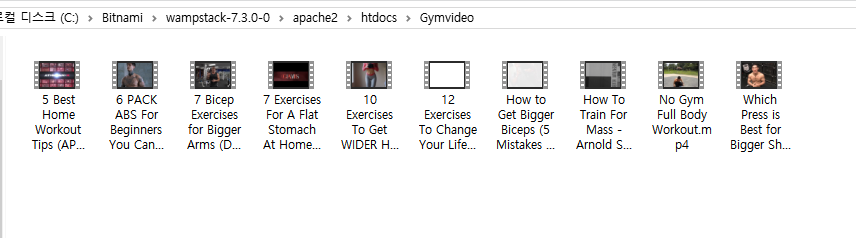 로컬 디스크 (C:) > Bitnami > wampstack-7.3.0-0 > apache2 > htdocs > Gymvideo
5 Best
Home
Workout
Tips (AP...
6 PACK
ABS For
Beginners
You Can...
7 Bicep
Exercises
for Bigger
Arms (D...
7 Exercises
For A Flat
Stomach
At Home...
10
Exercises
To Get
WIDER H...
12
Exercises
To Change
Your Life...
How to
Get Bigger
Biceps (5
Mistakes ...
How To
Train For
Mass -
Arnold S...
No Gym
Full Body
Workout.m
p4
Which
Press is
Best for
Bigger Sh...